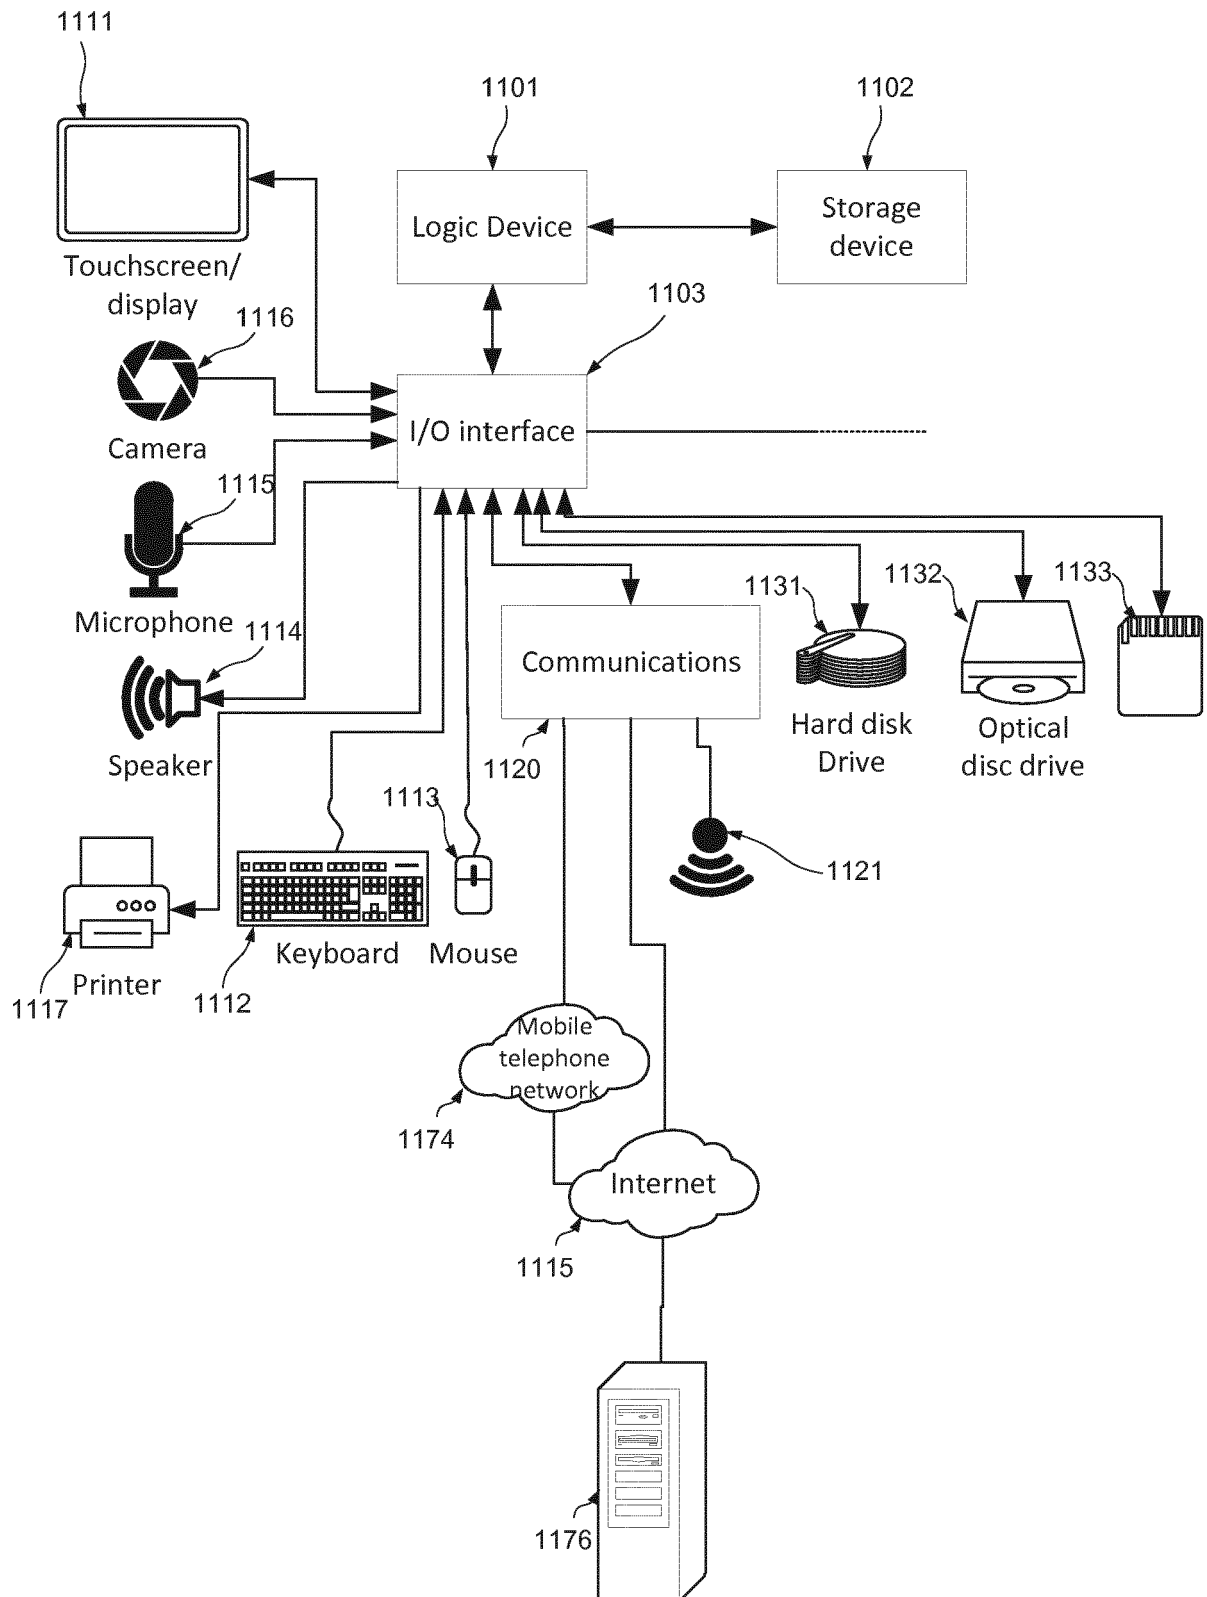 1111
1101
1102
Logic Device
Storage
device
Touchscreen/
display
1103
1116
I/O interface
Camera
1115
Microphone
1114
1131
1132
1133
Communications
Speaker
1120
Hard disk
Drive
Optical
disc drive
1113
1121
Keyboard
Mouse
Printer
1117
1112
Mobile
telephone
network
1174
Internet
1115
1176